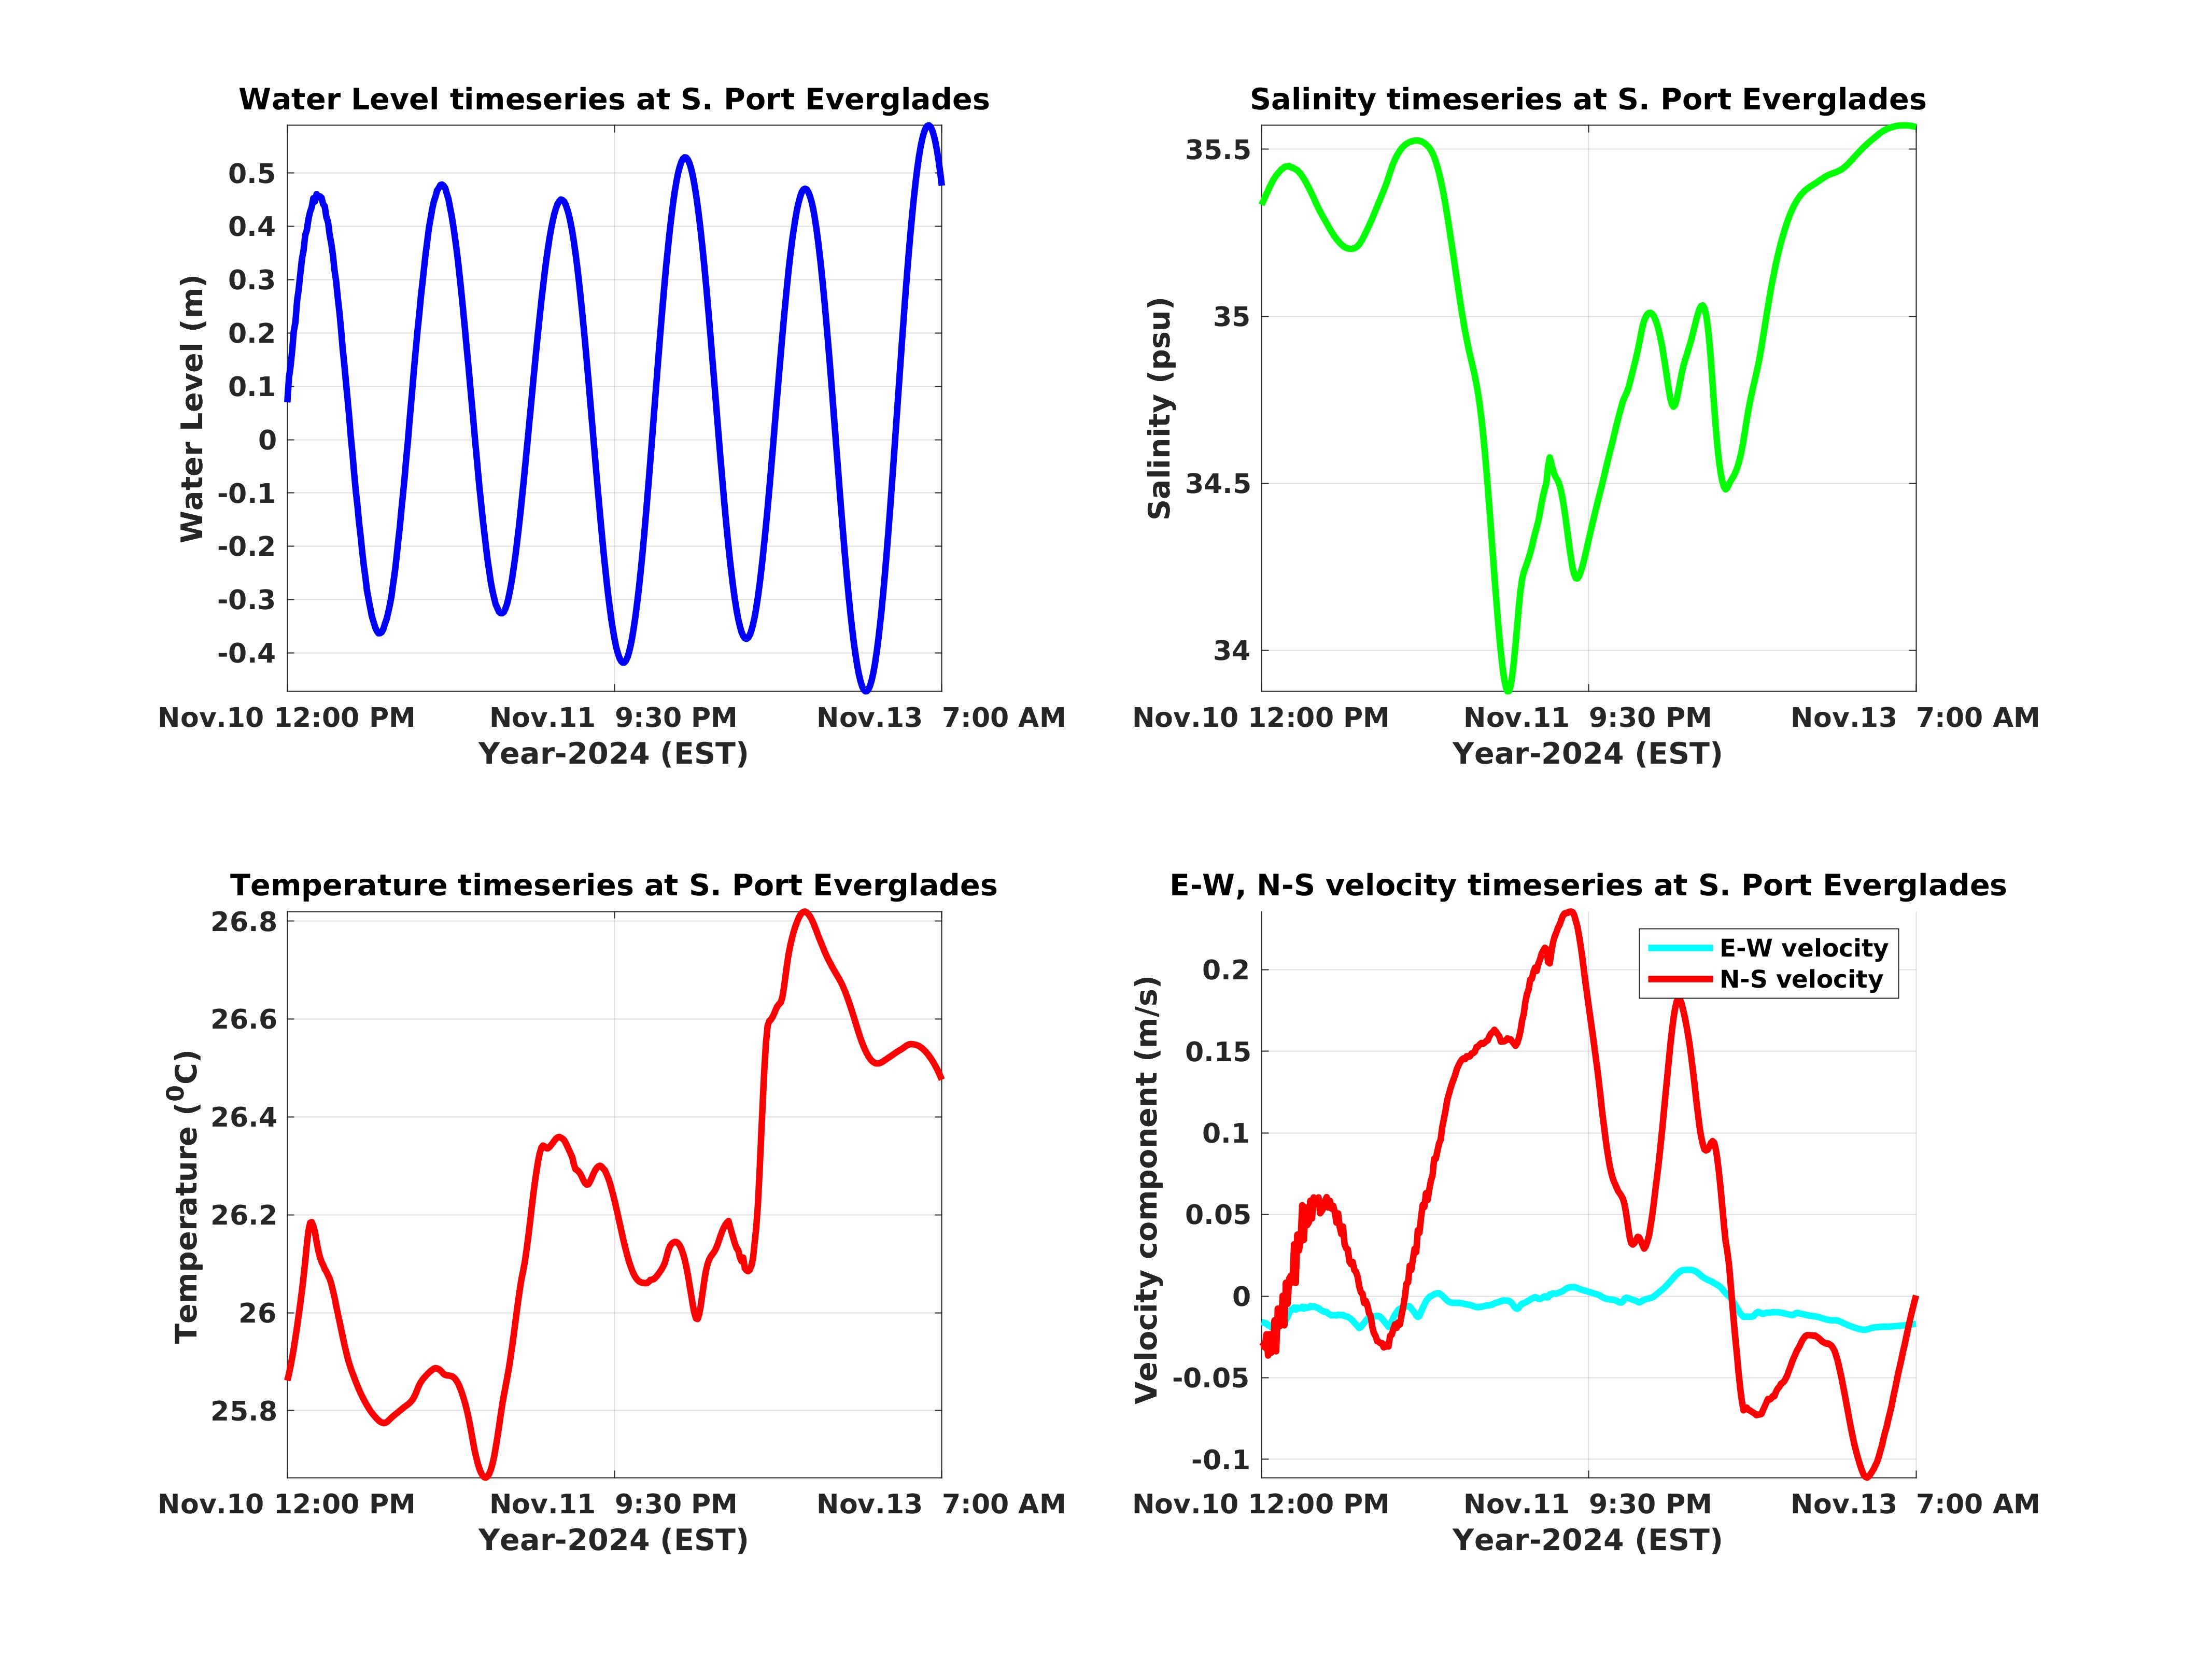 Water Level timeseries at S. Port Everglades
Water Level (m)
0.5
0.4
0.3
0.2
0.1
0
-0.1
-0.2
-0.3
-0.4
Nov.10 12:00 PM
Nov.11 9:30 PM
Nov.13 7:00 AM
Year-2024 (EST)
Salinity timeseries at S. Port Everglades
Salinity (psu)
35.5
35
34.5
34
Nov.10 12:00 PM
Nov.11 9:30 PM
Nov.13 7:00 AM
Year-2024 (EST)
Temperature timeseries at S. Port Everglades
Temperature (⁰C)
26.8
26.6
26.4
26.2
26
25.8
Nov.10 12:00 PM
Nov.11 9:30 PM
Nov.13 7:00 AM
Year-2024 (EST)
E-W, N-S velocity timeseries at S. Port Everglades
Velocity component (m/s)
E-W velocity
N-S velocity
0.2
0.15
0.1
0.05
0
-0.05
-0.1
Nov.10 12:00 PM
Nov.11 9:30 PM
Nov.13 7:00 AM
Year-2024 (EST)